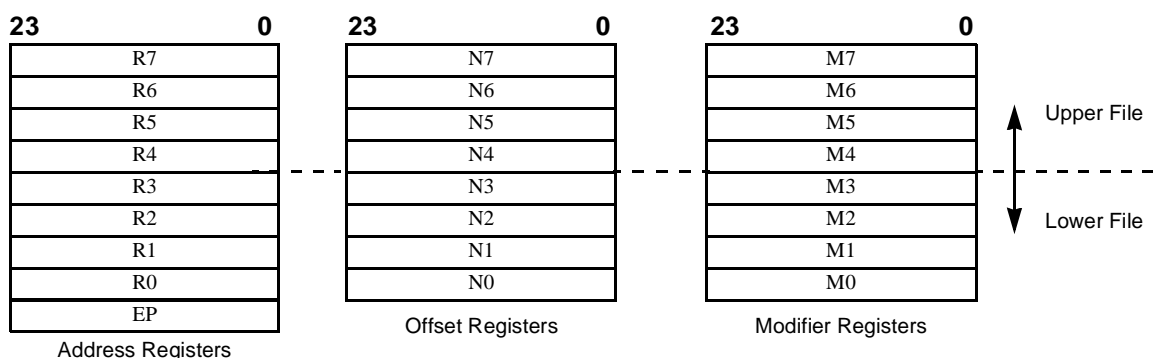 23 0 23 0 23 0
R7 N7 M7
R6 N6 M6
R5 N5 M5
R4 N4 M4
R3 N3 M3
R2 N2 M2
R1 N1 M1
R0 N0 M0
EP
Upper File
Lower File
Address Registers
Offset Registers
Modifier Registers